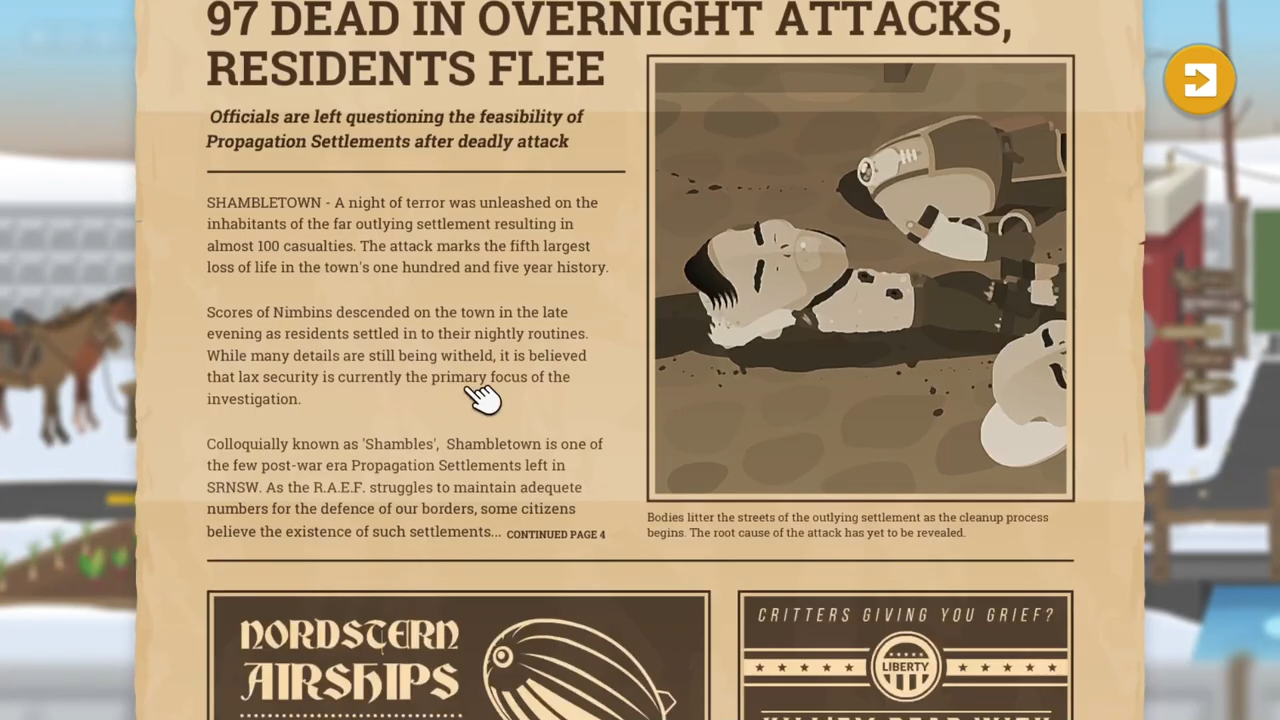 97 DEAD IN OVERNIGHT ATTACKS,
RESIDENTS FLEE
Officials are left questioning the feasibility of
Propagation Settlements after deadly attack
SHAMBLETOWN - A night of terror was unleashed on the
inhabitants of the far outlying settlement resulting in
almost 100 casualties. The attack marks the fifth largest
loss of life in the town's one hundred and five year history.
Scores of Nimbins descended on the town in the late
evening as residents settled in to their nightly routines.
While many details are still being witheld, it is believed
that lax security is currently the primary focus of the
investigation.
Colloquially known as 'Shambles', Shambletown is one of
the few post-war era Propagation Settlements left in
SRNSW. As the R.A.E.F. struggles to maintain adequete
numbers for the defence of our borders, some citizens
believe the existence of such settlements... CONTINUED PAGE 4
Bodies litter the streets of the outlying settlement as the cleanup process
begins. The root cause of the attack has yet to be revealed.
NORDSTERN
AIRSHIPS
CRITTERS GIVING YOU GRIEF?
LIBERTY